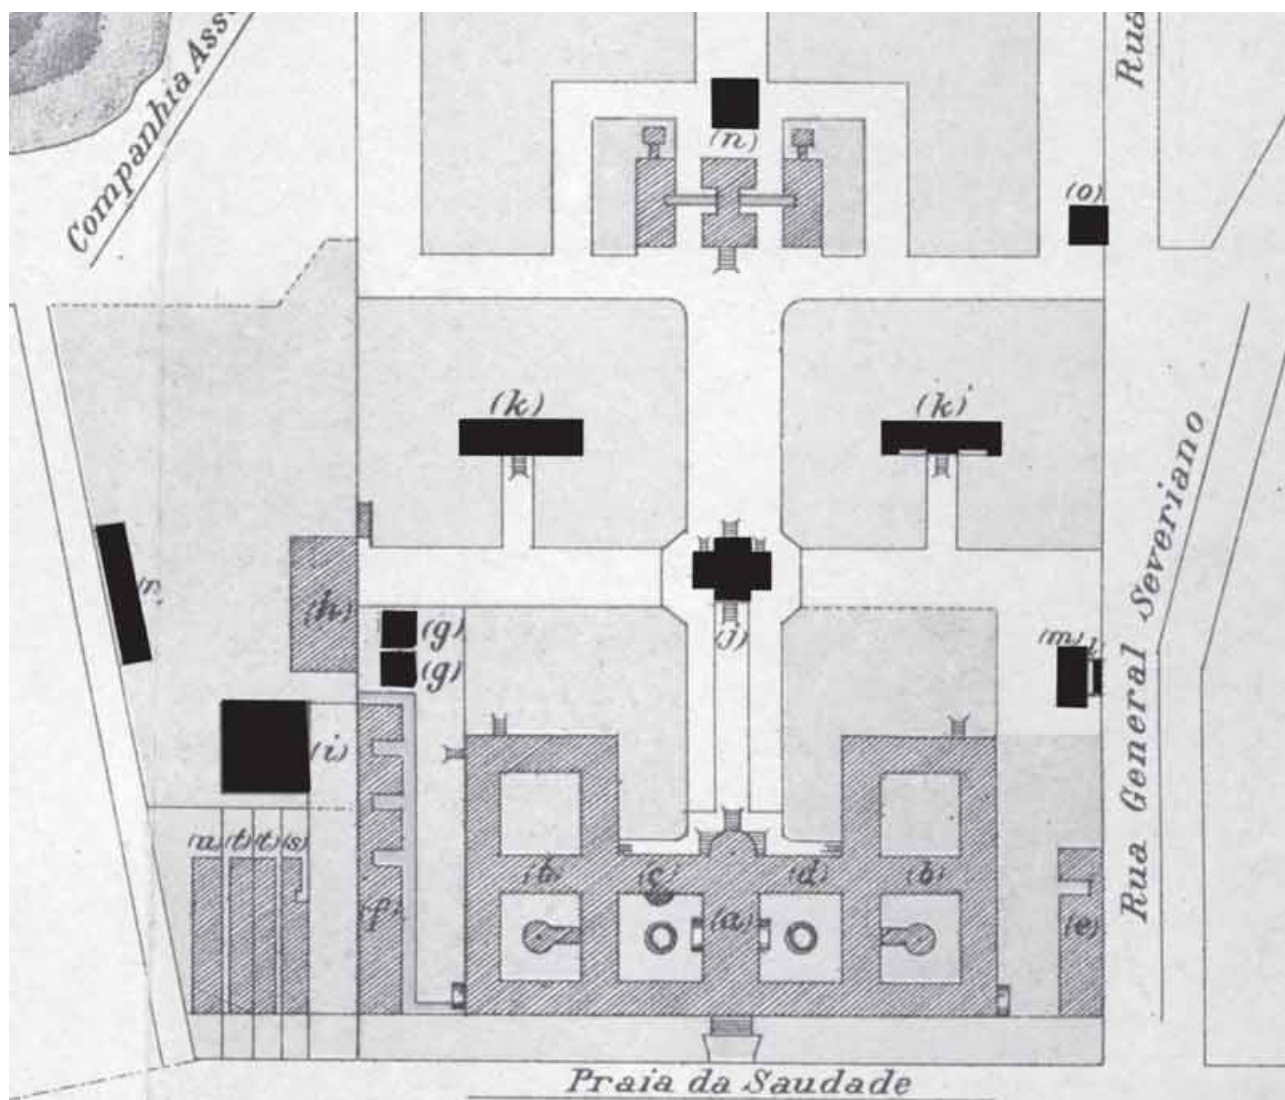 Companhia Ass
Rua
(n)
(o)
(k)
(k)'
(r
(h)
(g)
(j)
(m)
l
(g)
Rua General Severiano
(i)
(u)
(t)
(t)
(s)
(b)
(c)
(d)
(b)
(f)
(a)
(e)
Praia da Saudade